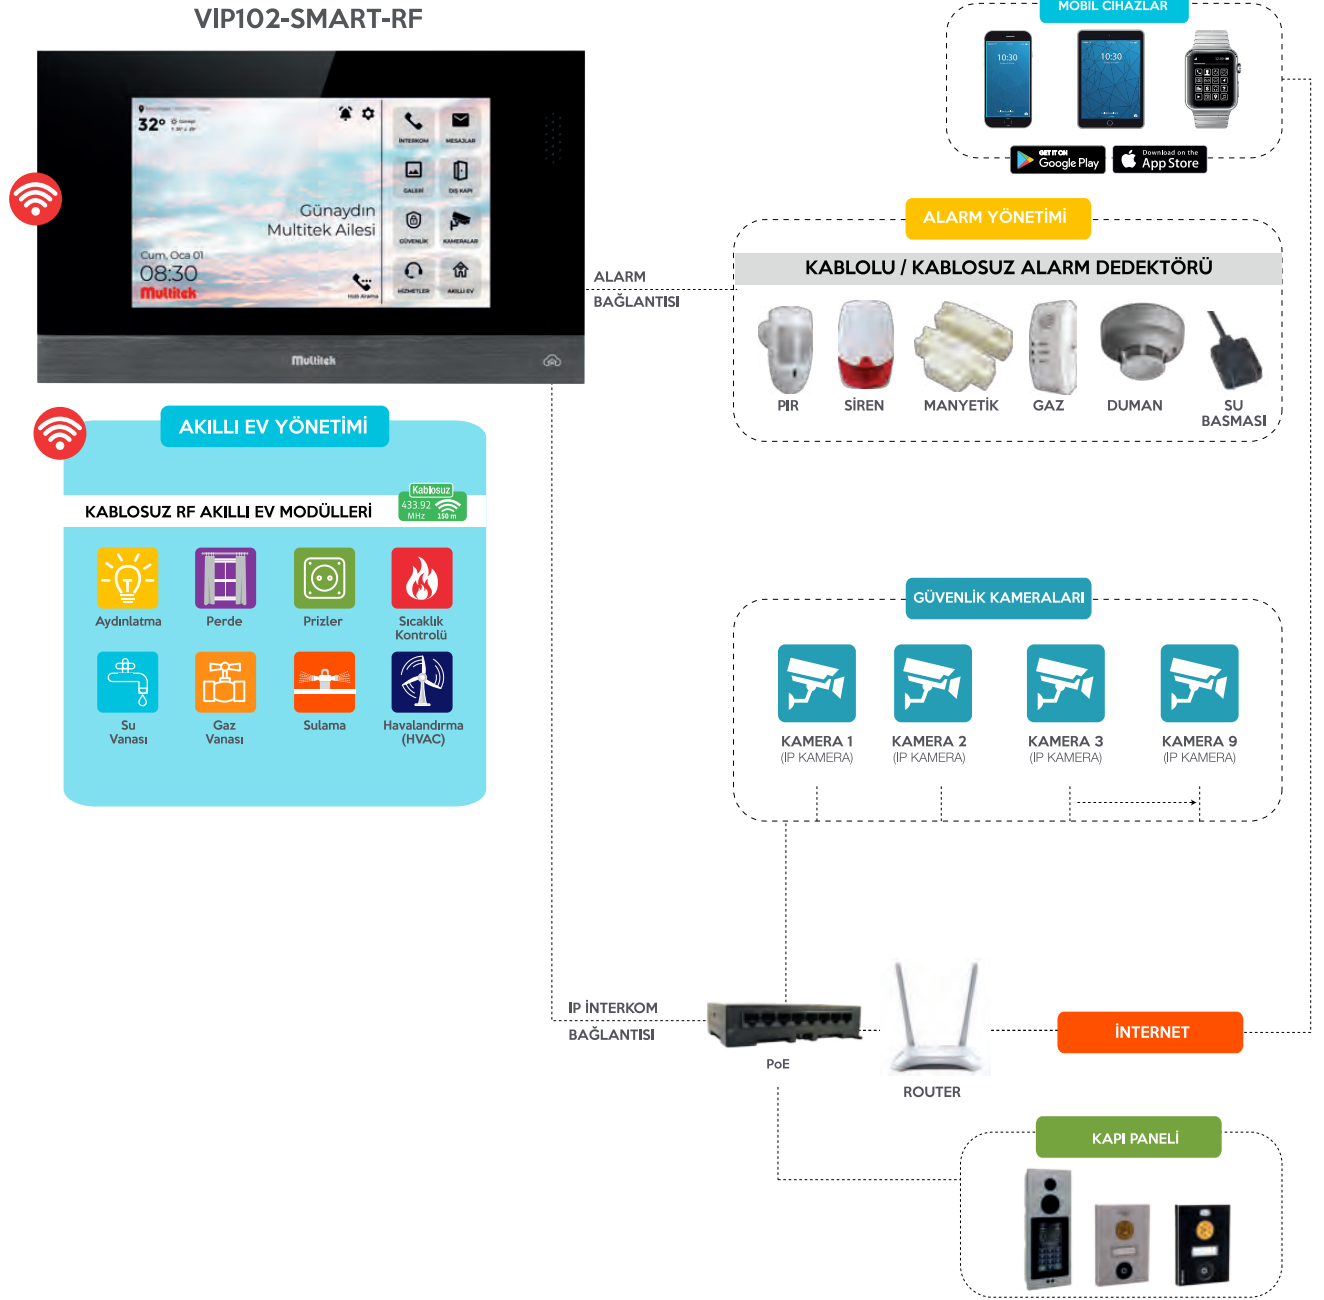 VIP102-SMART-RF
MOBİL CİHAZLAR
10:30
10:30
10:30
GET IT ON
Google Play
Download on the
App Store
32°
Günaydın
Multitek Ailesi
Cum, Oca 01
08:30
Multitek
Hızlı Arama
İNTERKOM
MESAJLAR
GALERİ
DIŞ KAPI
GÜVENLİK
KAMERALAR
HİZMETLER
AKILLI EV
Multitek
ALARM
BAĞLANTISI
ALARM YÖNETİMİ
KABLOLU / KABLOSUZ ALARM DEDEKTÖRÜ
PIR
SİREN
MANYETİK
GAZ
DUMAN
SU
BASMASI
AKILLI EV YÖNETİMİ
KABLOSUZ RF AKILLI EV MODÜLLERİ
Kablosuz
433.92
MHz
150 m
Aydınlatma
Perde
Prizler
Sıcaklık
Kontrolü
Su
Vanası
Gaz
Vanası
Sulama
Havalandırma
(HVAC)
GÜVENLİK KAMERALARI
KAMERA 1
(IP KAMERA)
KAMERA 2
(IP KAMERA)
KAMERA 3
(IP KAMERA)
KAMERA 9
(IP KAMERA)
IP İNTERKOM
BAĞLANTISI
PoE
ROUTER
İNTERNET
KAPI PANELİ